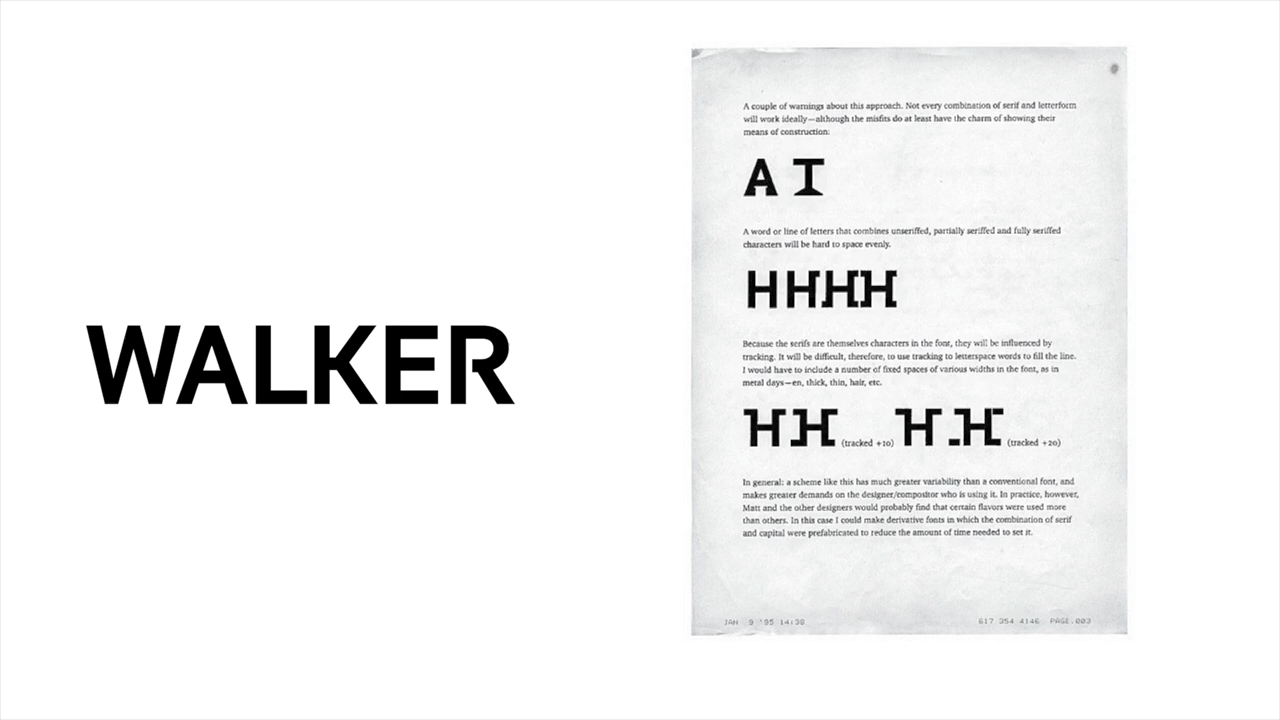 WALKER
A couple of warnings about this approach. Not every combination of serif and letterform
will work ideally—although the misfits do at least have the charm of showing their
means of construction:
A I
A word or line of letters that combines unseriffed, partially seriffed and fully seriffed
characters will be hard to space evenly.
H H H H
Because the serifs are themselves characters in the font, they will be influenced by
tracking. It will be difficult, therefore, to use tracking to letterspace words to fill the line.
I would have to include a number of fixed spaces of various widths in the font, as in
metal days—en, thick, thin, hair, etc.
H H (tracked +10) H H (tracked +20)
In general: a scheme like this has much greater variability than a conventional font, and
makes greater demands on the designer/compositor who is using it. In practice, however,
Matt and the other designers would probably find that certain flavors were used more
than others. In this case I could make derivative fonts in which the combination of serif
and capital were prefabricated to reduce the amount of time needed to set it.
JAN 9 '95 14:38 617 354 4146 PAGE.003